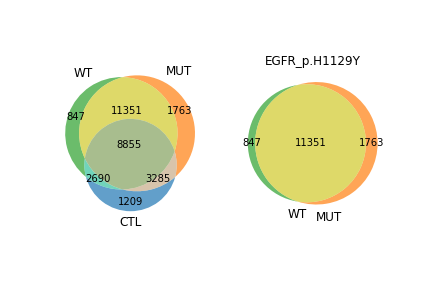 WT
MUT
847
11351
1763
8855
2690
3285
1209
CTL
EGFR_p.H1129Y
847
11351
1763
WT
MUT